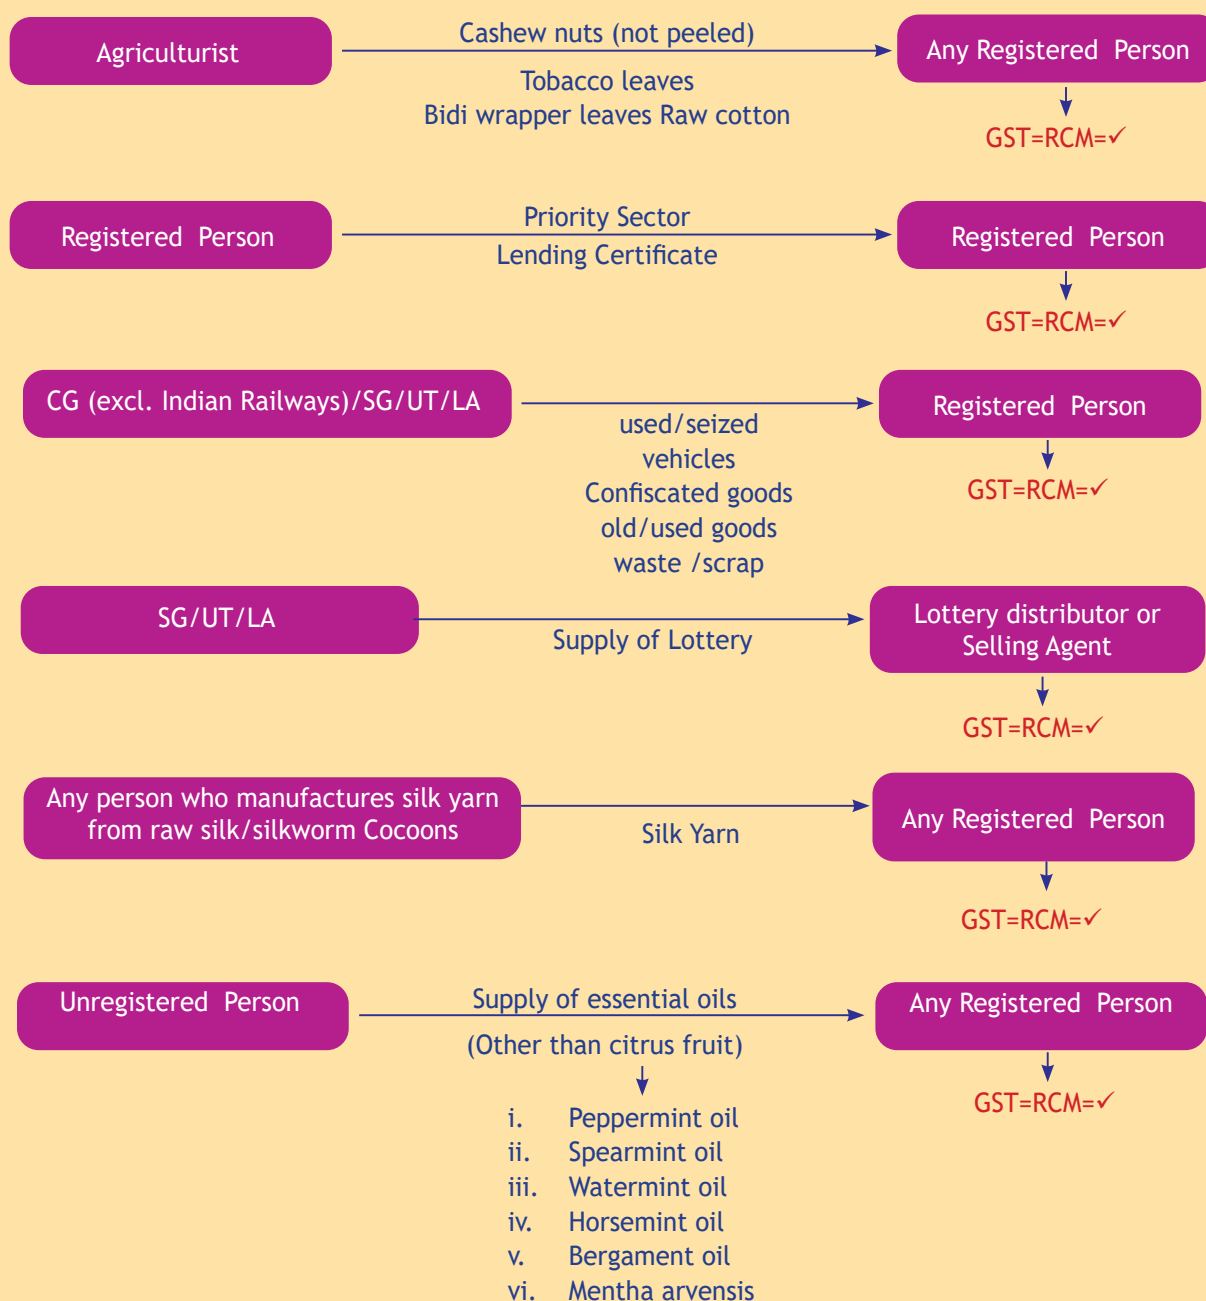 Agriculturist
Cashew nuts (not peeled)
Tobacco leaves
Bidi wrapper leaves Raw cotton
Any Registered Person
GST=RCM=✓
Registered Person
Priority Sector
Lending Certificate
Registered Person
GST=RCM=✓
CG (excl. Indian Railways)/SG/UT/LA
used/seized
vehicles
Confiscated goods
old/used goods
waste /scrap
Registered Person
GST=RCM=✓
SG/UT/LA
Supply of Lottery
Lottery distributor or
Selling Agent
GST=RCM=✓
Any person who manufactures silk yarn
from raw silk/silkworm Cocoons
Silk Yarn
Any Registered Person
GST=RCM=✓
Unregistered Person
Supply of essential oils
(Other than citrus fruit)
i. Peppermint oil
ii. Spearmint oil
iii. Watermint oil
iv. Horsemint oil
v. Bergament oil
vi. Mentha arvensis
Any Registered Person
GST=RCM=✓